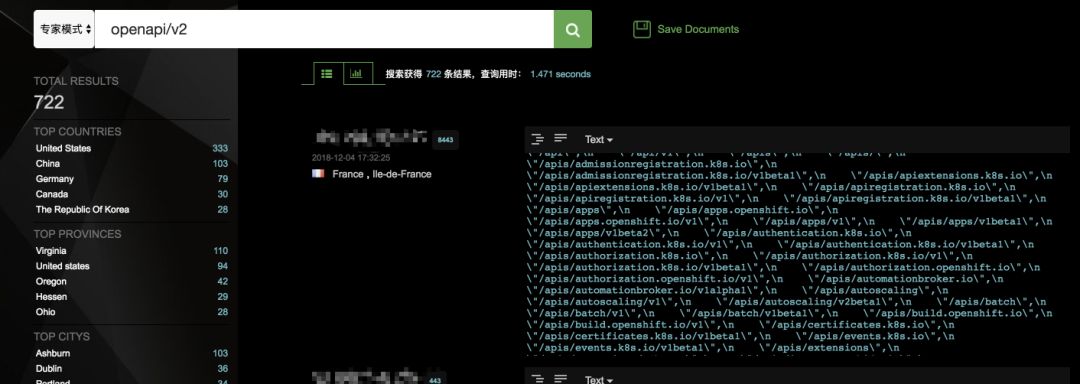 专家模式 openapi/v2 Save Documents
TOTAL RESULTS
722
TOP COUNTRIES
United States 333
China 103
Germany 79
Canada 30
The Republic Of Korea 28
TOP PROVINCES
Virginia 110
United states 94
Oregon 42
Hessen 29
Ohio 28
TOP CITYS
Ashburn 103
Dublin 36
Portland 34
搜索获得 722 条结果，查询用时： 1.471 seconds
8443
2018-12-04 17:32:25
France , Ile-de-France
Text
\"/api\",\n    \"/api/v1\",\n    \"/apis\",\n    \"/apis/\",\n
\"/apis/admissionregistration.k8s.io\",\n
\"/apis/admissionregistration.k8s.io/v1beta1\",\n    \"/apis/apiextensions.k8s.io\",\n
\"/apis/apiextensions.k8s.io/v1beta1\",\n    \"/apis/apiregistration.k8s.io\",\n
\"/apis/apiregistration.k8s.io/v1\",\n    \"/apis/apiregistration.k8s.io/v1beta1\",\n
\"/apis/apps\",\n    \"/apis/apps.openshift.io\",\n
\"/apis/apps.openshift.io/v1\",\n    \"/apis/apps/v1\",\n    \"/apis/apps/v1beta1\",\n
\"/apis/apps/v1beta2\",\n    \"/apis/authentication.k8s.io\",\n
\"/apis/authentication.k8s.io/v1\",\n    \"/apis/authentication.k8s.io/v1beta1\",\n
\"/apis/authorization.k8s.io\",\n    \"/apis/authorization.k8s.io/v1\",\n
\"/apis/authorization.k8s.io/v1beta1\",\n    \"/apis/authorization.openshift.io\",\n
\"/apis/authorization.openshift.io/v1\",\n    \"/apis/automationbroker.io\",\n
\"/apis/automationbroker.io/v1alpha1\",\n    \"/apis/autoscaling\",\n
\"/apis/autoscaling/v1\",\n    \"/apis/autoscaling/v2beta1\",\n    \"/apis/batch\",\n
\"/apis/batch/v1\",\n    \"/apis/batch/v1beta1\",\n    \"/apis/build.openshift.io\",\n
\"/apis/build.openshift.io/v1\",\n    \"/apis/certificates.k8s.io\",\n
\"/apis/certificates.k8s.io/v1beta1\",\n    \"/apis/events.k8s.io\",\n
\"/apis/events.k8s.io/v1beta1\",\n    \"/apis/extensions\",\n
443
Text